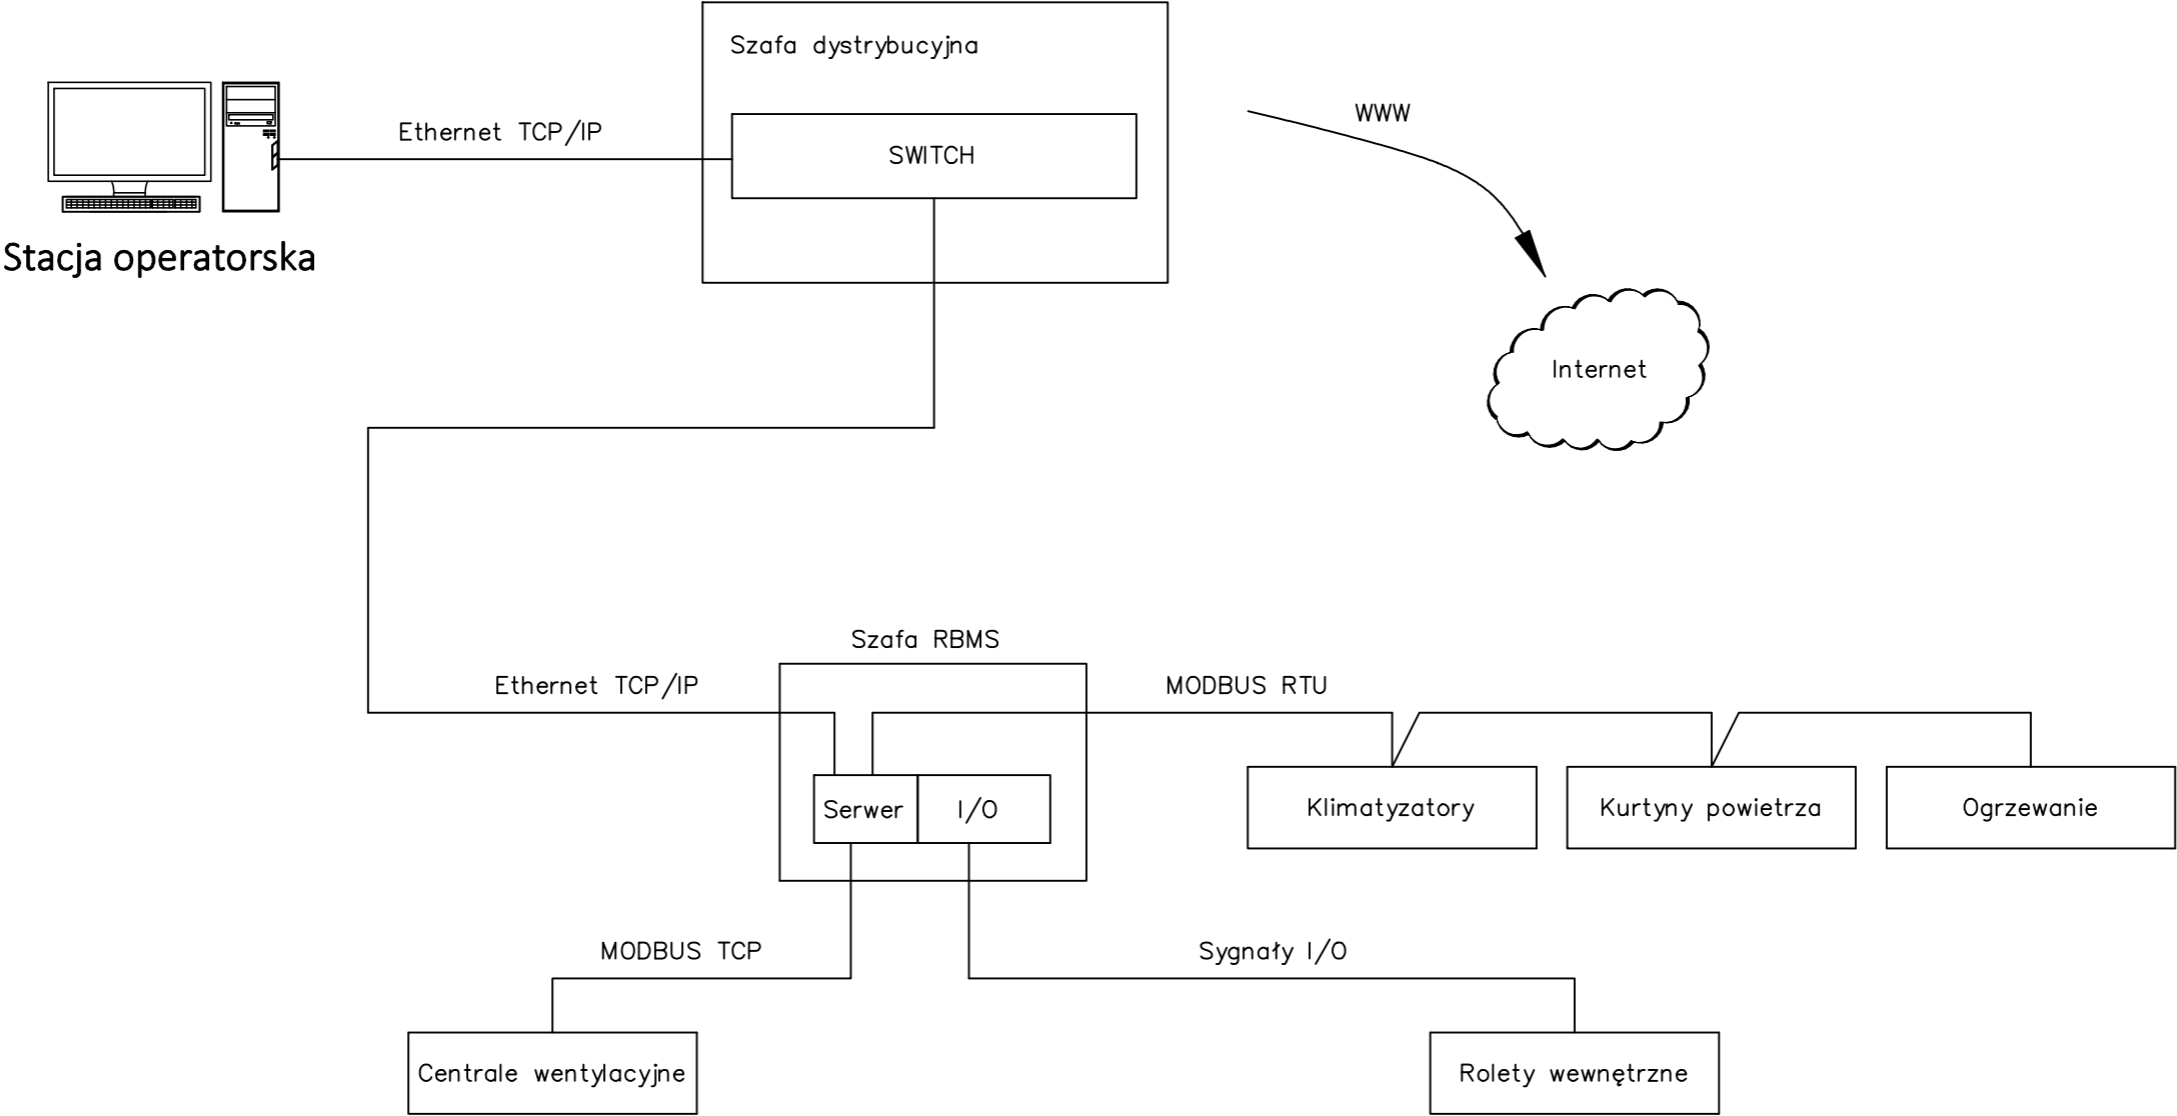 Szafa dystrybucyjna
WWW
Ethernet TCP/IP
SWITCH
Stacja operatorska
Internet
Szafa RBMS
Ethernet TCP/IP
MODBUS RTU
Serwer
I/O
Klimatyzatory
Kurtyny powietrza
Ogrzewanie
MODBUS TCP
Sygnały I/O
Centrale wentylacyjne
Rolety wewnętrzne